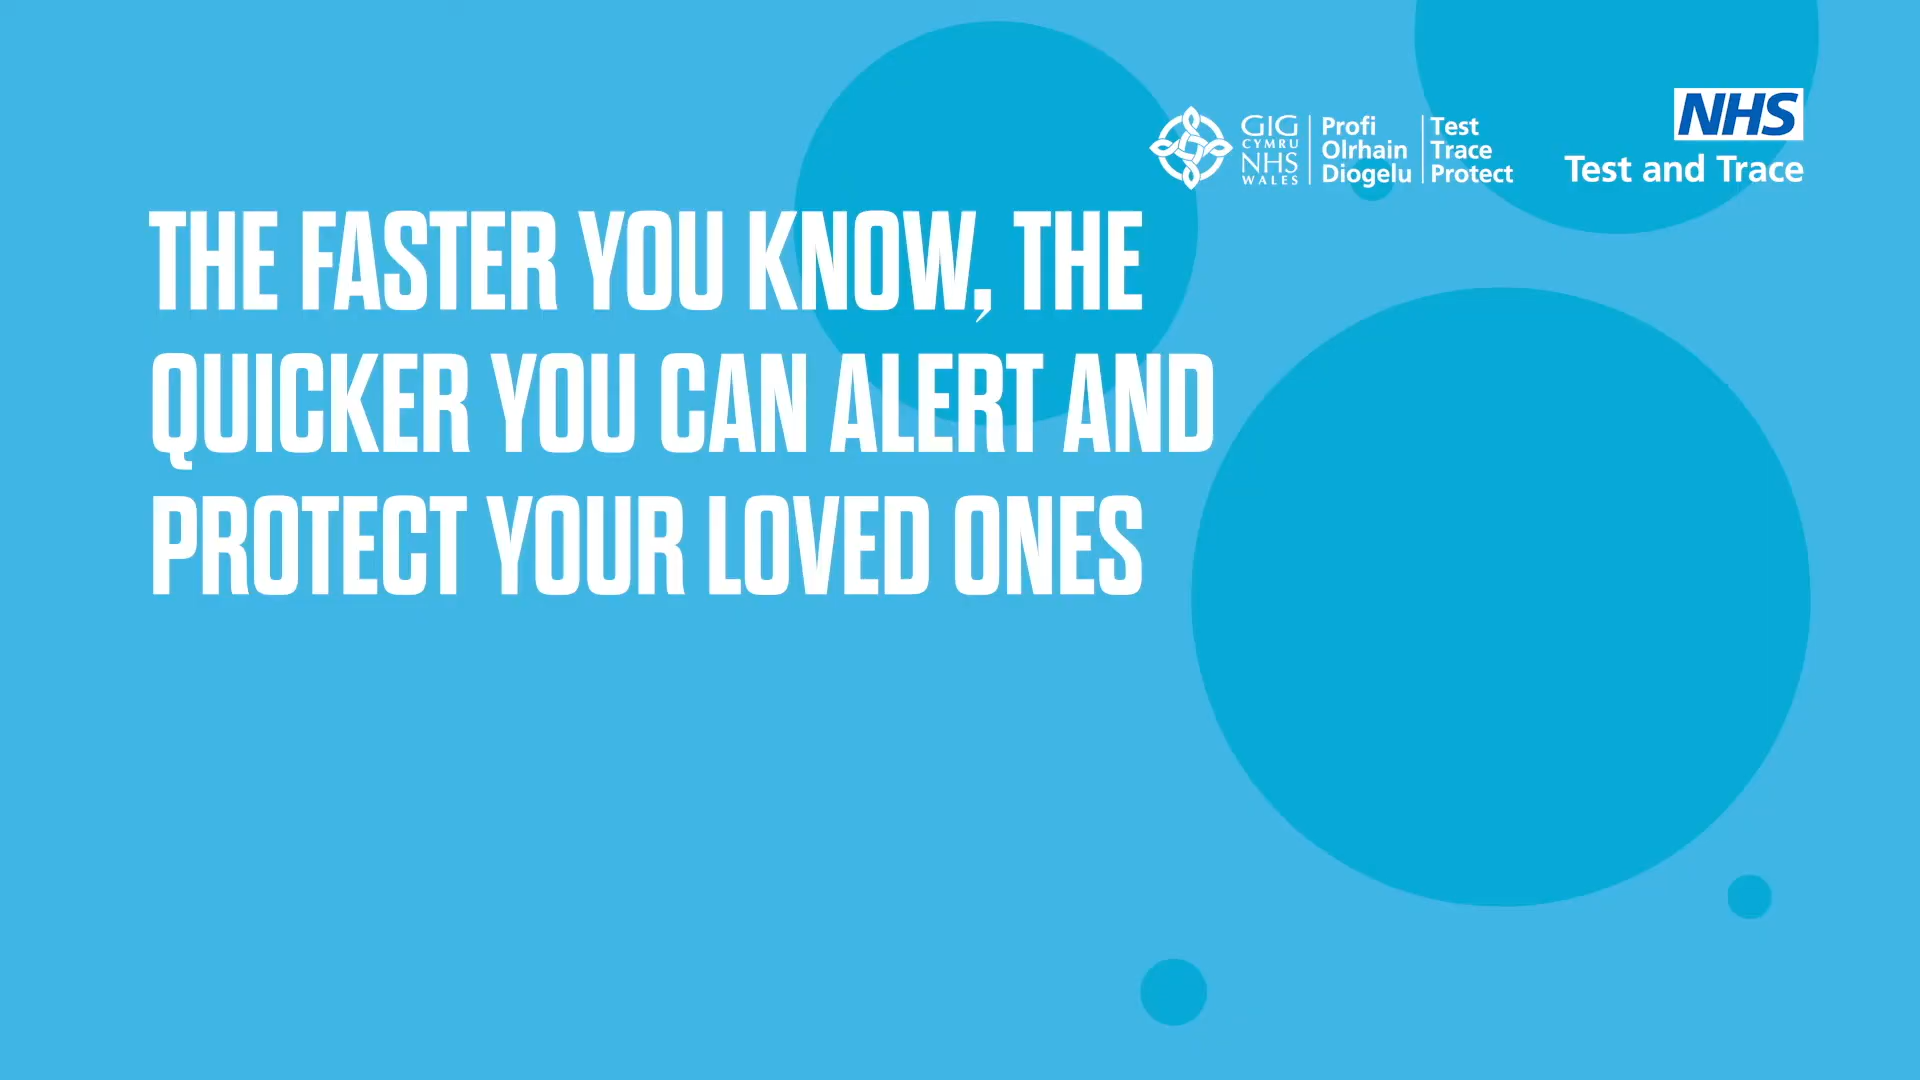 GIG
CYMRU
NHS
WALES
Profi
Olrhain
Diogelu
Test
Trace
Protect
NHS
Test and Trace
THE FASTER YOU KNOW, THE
QUICKER YOU CAN ALERT AND
PROTECT YOUR LOVED ONES